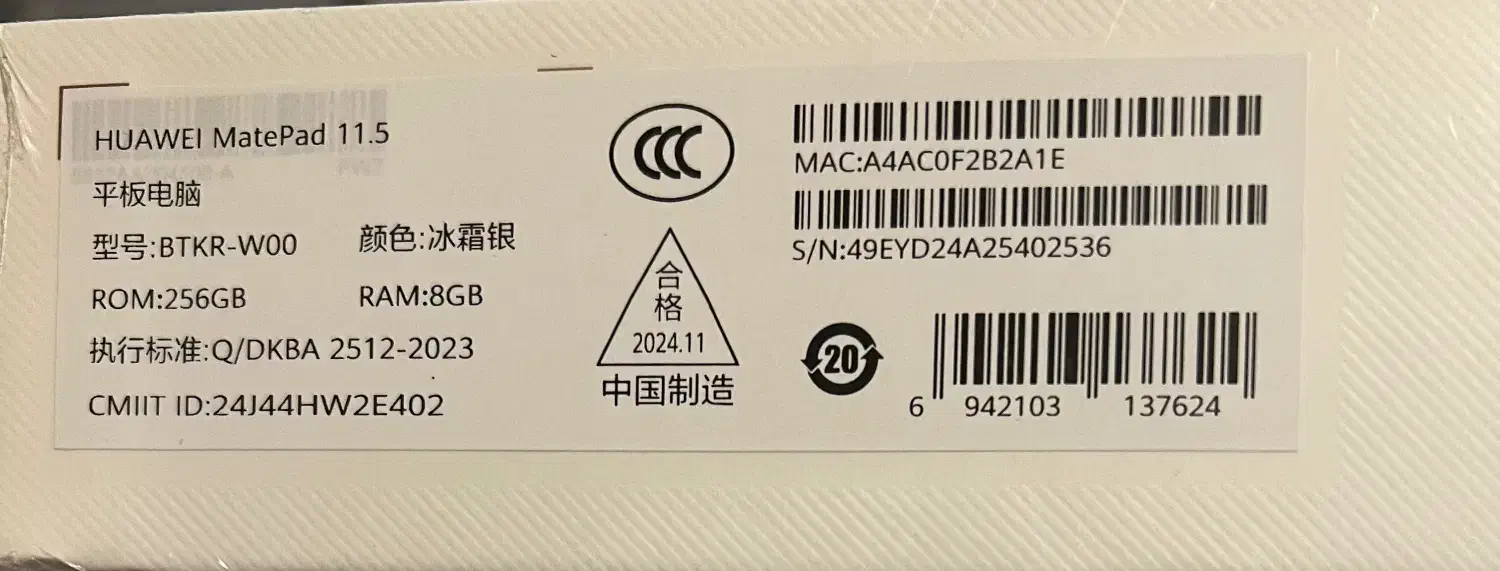 HUAWEI MatePad 11.5
平板电脑
型号:BTKR-W00 颜色:冰霜银
ROM:256GB RAM:8GB
执行标准:Q/DKBA 2512-2023
CMIIT ID:24J44HW2E402
CCC
合
格
2024.11
中国制造
MAC:A4AC0F2B2A1E
S/N:49EYD24A25402536
20
6 942103 137624